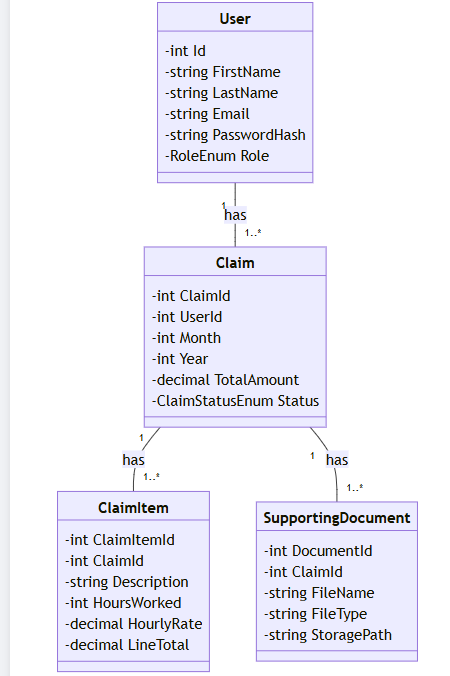 User
-int Id
-string FirstName
-string LastName
-string Email
-string PasswordHash
-RoleEnum Role
1
has
1..*
Claim
-int ClaimId
-int UserId
-int Month
-int Year
-decimal TotalAmount
-ClaimStatusEnum Status
1
has
1..*
1
has
1..*
ClaimItem
-int ClaimItemId
-int ClaimId
-string Description
-int HoursWorked
-decimal HourlyRate
-decimal LineTotal
SupportingDocument
-int DocumentId
-int ClaimId
-string FileName
-string FileType
-string StoragePath